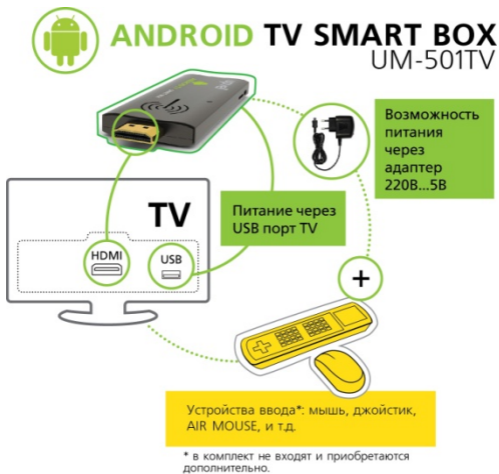 ANDROID TV SMART BOX
UM-501TV
Возможность
питания
через
адаптер
220В...5В
TV
Питание через
USB порт TV
HDMI
USB
+
Устройства ввода*: мышь, джойстик,
AIR MOUSE, и т.д.
* в комплект не входят и приобретаются
дополнительно.